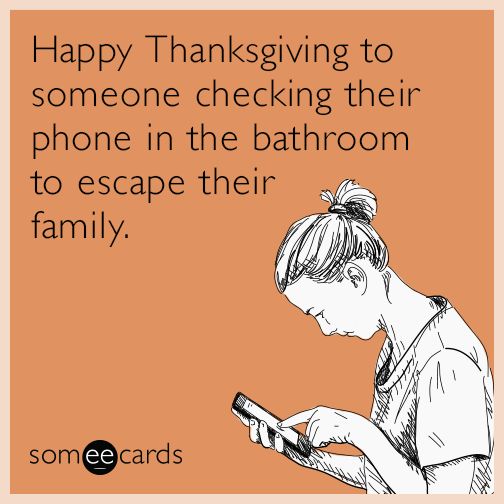 Happy Thanksgiving to
someone checking their
phone in the bathroom
to escape their
family.
someecards